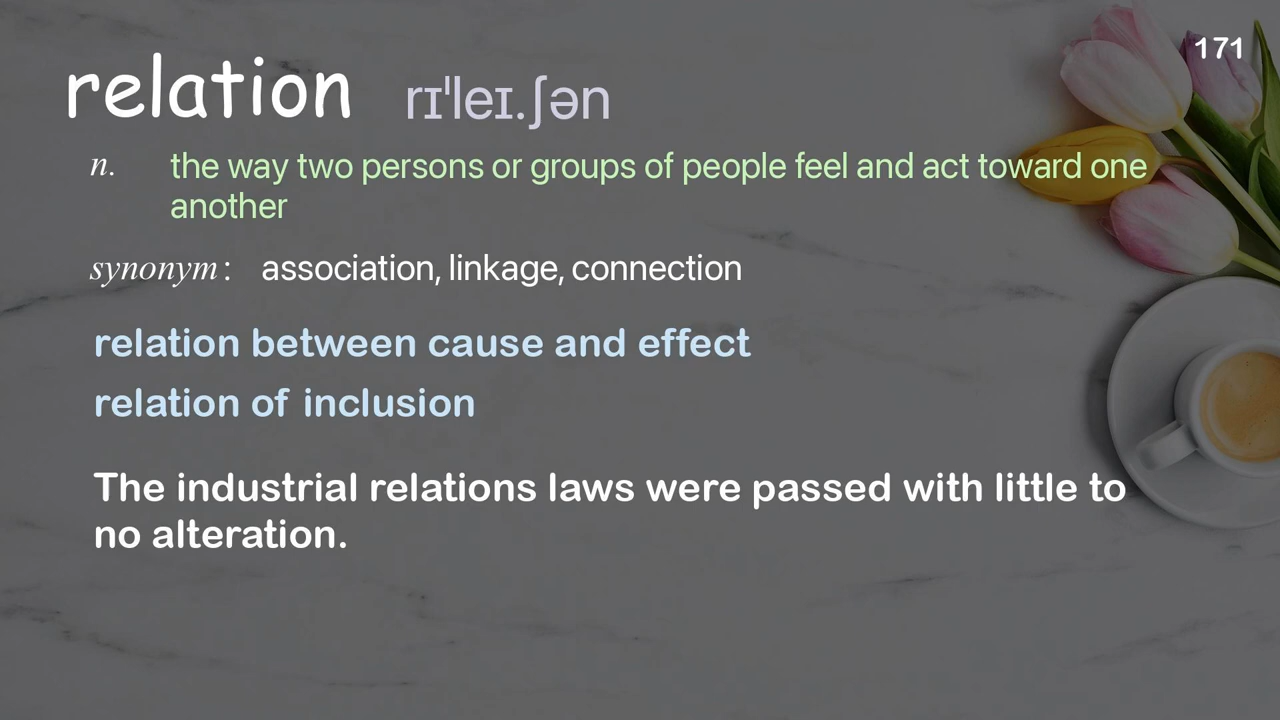 171
relation rɪˈleɪ.ʃən
n. the way two persons or groups of people feel and act toward one
another
synonym: association, linkage, connection
relation between cause and effect
relation of inclusion
The industrial relations laws were passed with little to
no alteration.